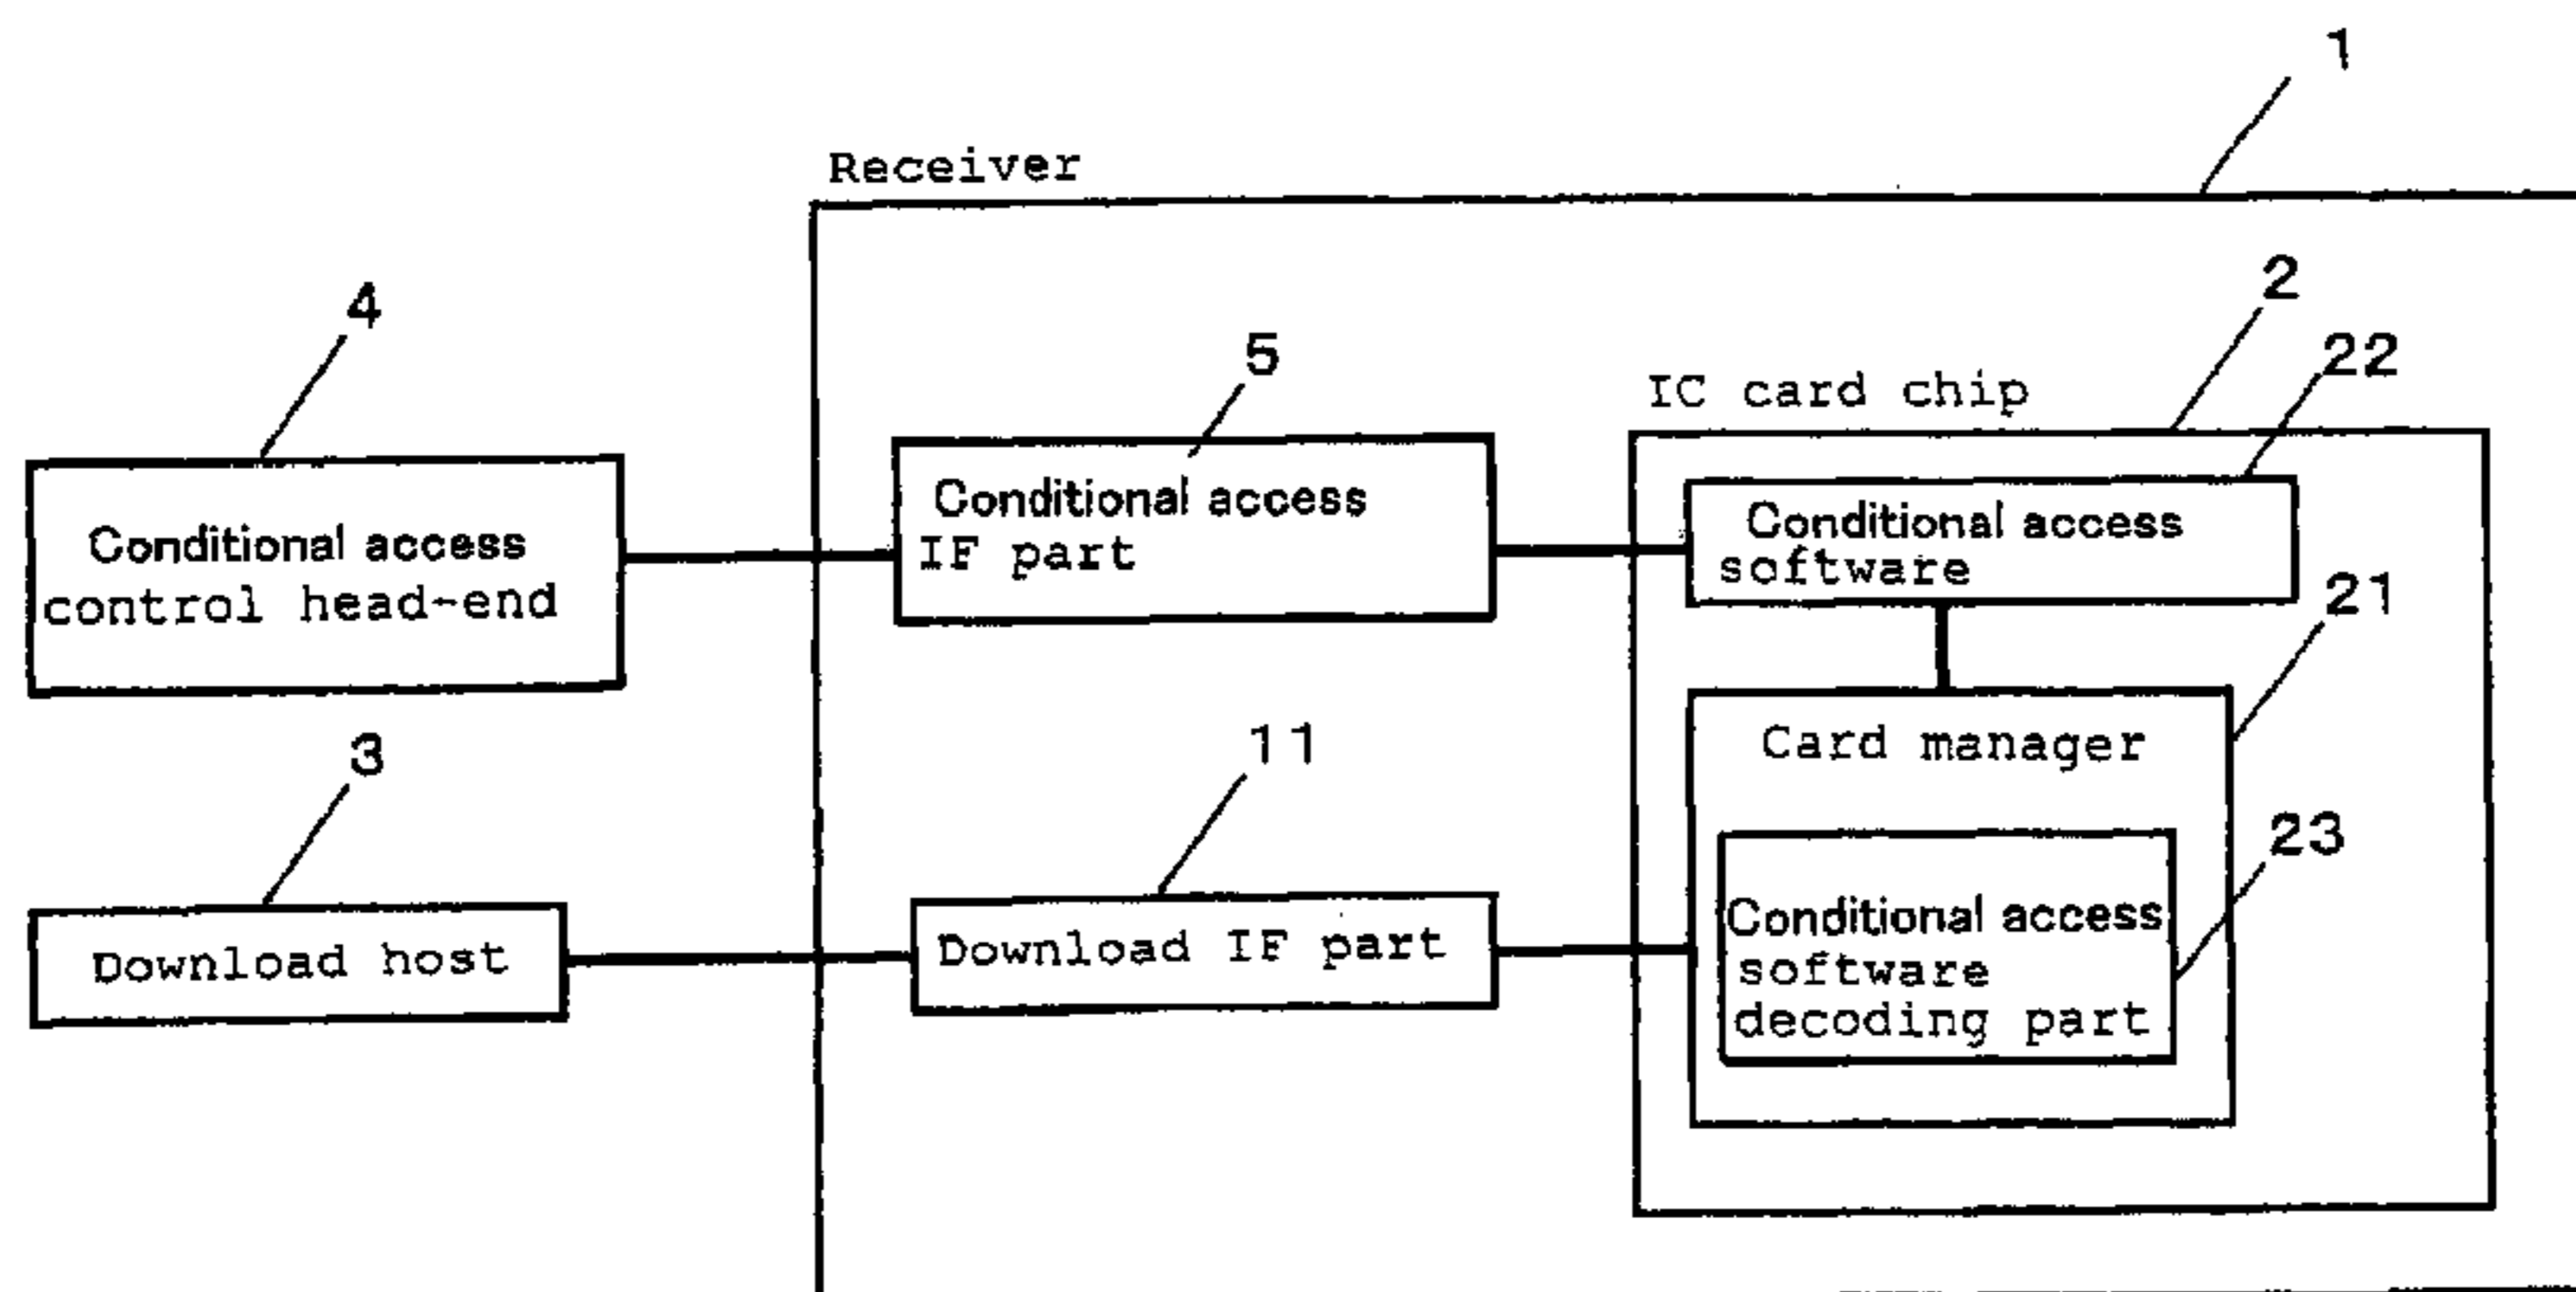 1
Receiver
2
4
5
22
IC card chip
Conditional access
IF part
Conditional access
software
Conditional access
control head-end
21
3
11
Card manager
23
Download host
Download IF part
Conditional access
software
decoding part